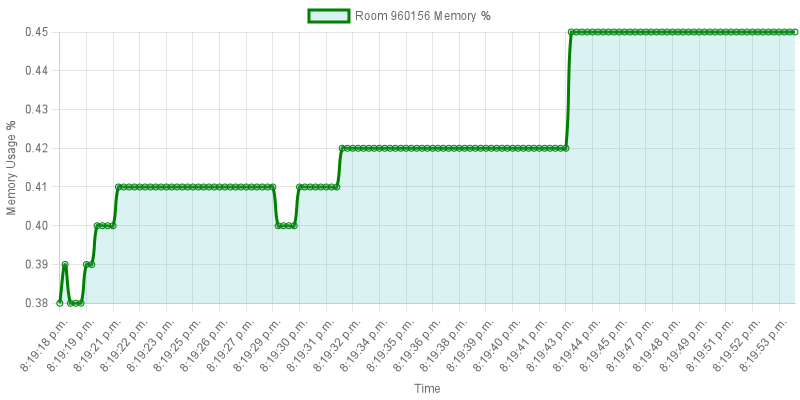 Room 960156 Memory %
0.45
0.44
0.43
0.42
0.41
0.40
0.39
0.38
Memory Usage %
8:19:18 p.m.
8:19:19 p.m.
8:19:21 p.m.
8:19:22 p.m.
8:19:23 p.m.
8:19:25 p.m.
8:19:26 p.m.
8:19:27 p.m.
8:19:29 p.m.
8:19:30 p.m.
8:19:31 p.m.
8:19:32 p.m.
8:19:34 p.m.
8:19:35 p.m.
8:19:36 p.m.
8:19:38 p.m.
8:19:39 p.m.
8:19:40 p.m.
8:19:41 p.m.
8:19:43 p.m.
8:19:44 p.m.
8:19:45 p.m.
8:19:47 p.m.
8:19:48 p.m.
8:19:49 p.m.
8:19:51 p.m.
8:19:52 p.m.
8:19:53 p.m.
Time